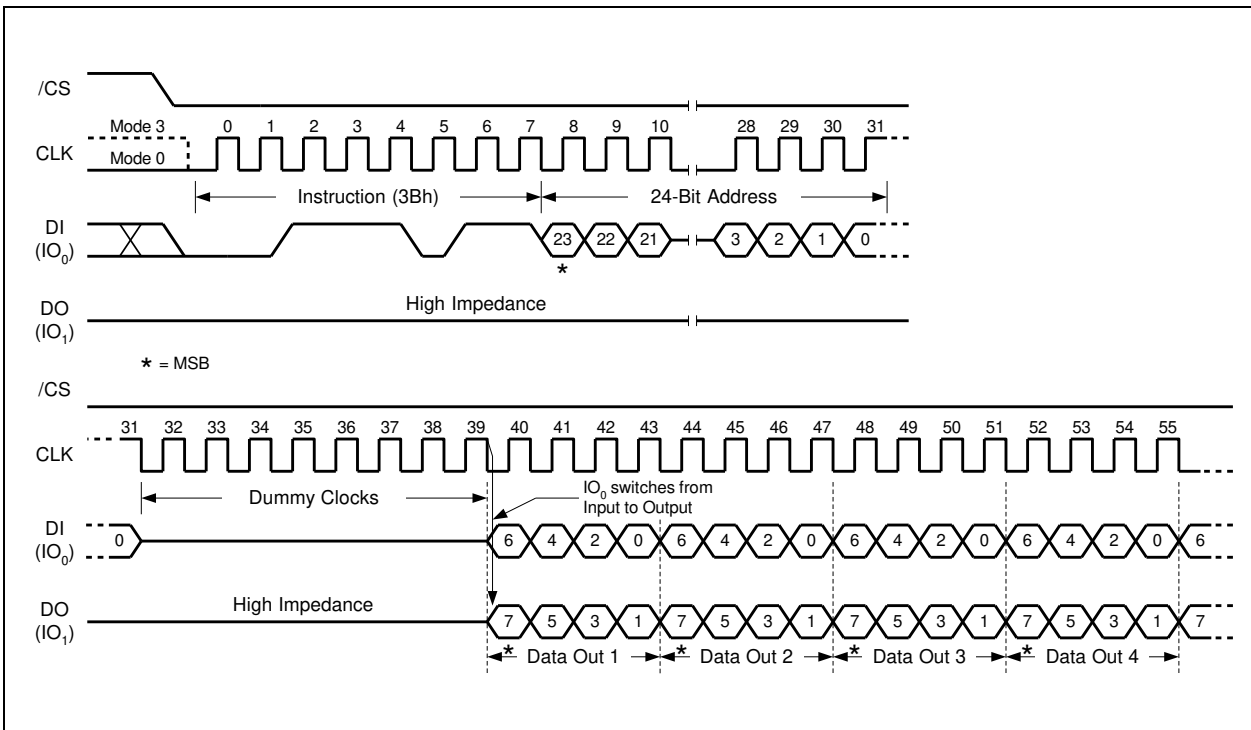 /CS
Mode 3 0 1 2 3 4 5 6 7 8 9 10 28 29 30 31
CLK
Mode 0
Instruction (3Bh) 24-Bit Address
DI
(IO0)
23 22 21 3 2 1 0
*
DO
(IO1)
High Impedance
* = MSB
/CS
31 32 33 34 35 36 37 38 39 40 41 42 43 44 45 46 47 48 49 50 51 52 53 54 55
CLK
Dummy Clocks
IO0 switches from
Input to Output
DI
(IO0)
0 6 4 2 0 6 4 2 0 6 4 2 0 6 4 2 0 6
DO
(IO1)
High Impedance
7 5 3 1 7 5 3 1 7 5 3 1 7 5 3 1 7
* Data Out 1 * Data Out 2 * Data Out 3 * Data Out 4